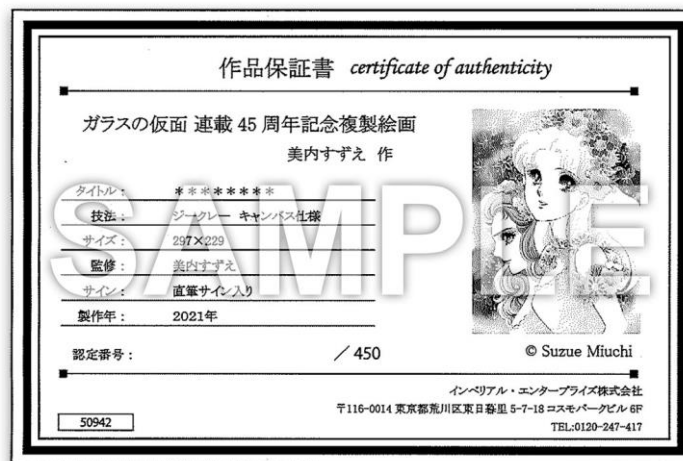 作品保証書 certificate of authenticity
ガラスの仮面 連載 45 周年記念複製絵画
美内すずえ 作
タイトル： ＊＊＊＊＊＊＊＊
技法： ジークレー キャンバス仕様
サイズ： 297×229
監修： 美内すずえ
サイン： 直筆サイン入り
製作年： 2021年
SAMPLE
認定番号： ／450
© Suzue Miuchi
インペリアル・エンタープライズ株式会社
〒116-0014 東京都荒川区東日暮里 5-7-18 コスモパークビル 6F
TEL:0120-247-417
50942